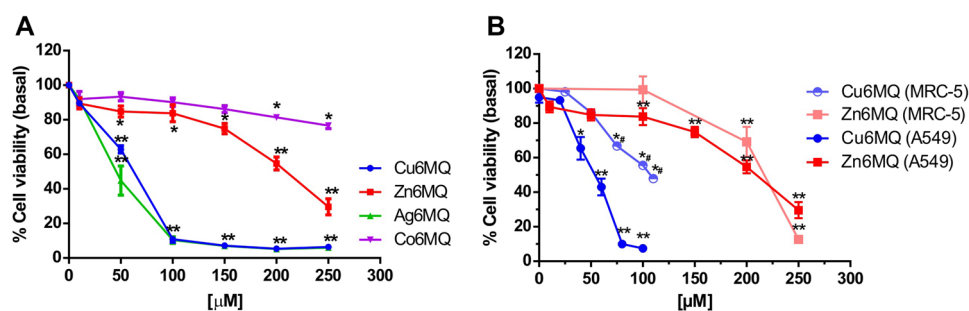 A
% Cell viability (basal)
120
100
80
60
40
20
0
0 50 100 150 200 250 300
[μM]
* * * * *
** ** **
** ** ** **
Cu6MQ
Zn6MQ
Ag6MQ
Co6MQ
B
% Cell viability (basal)
120
100
80
60
40
20
0
0 50 100 150 200 250 300
[µM]
** ** ** ** **
*# *# *#
* ** ** **
Cu6MQ (MRC-5)
Zn6MQ (MRC-5)
Cu6MQ (A549)
Zn6MQ (A549)